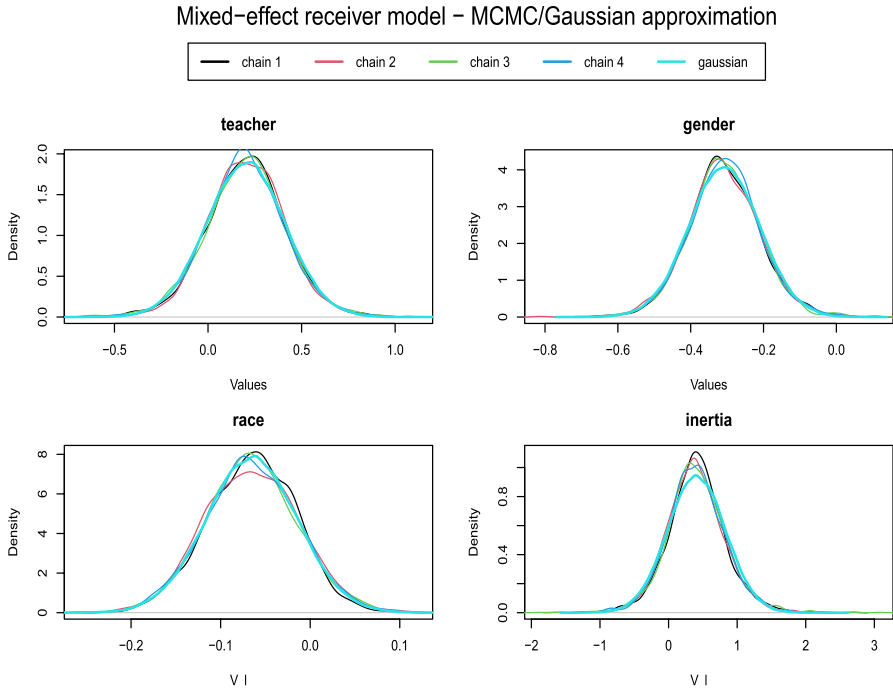 Mixed−effect receiver model − MCMC/Gaussian approximation
chain 1 chain 2 chain 3 chain 4 gaussian
teacher
Density
0.0 0.5 1.0 1.5 2.0
−0.5 0.0 0.5 1.0
Values
gender
Density
0 1 2 3 4
−0.8 −0.6 −0.4 −0.2 0.0
Values
race
Density
0 2 4 6 8
−0.2 −0.1 0.0 0.1
V l
inertia
Density
0.0 0.4 0.8
−2 −1 0 1 2 3
V l